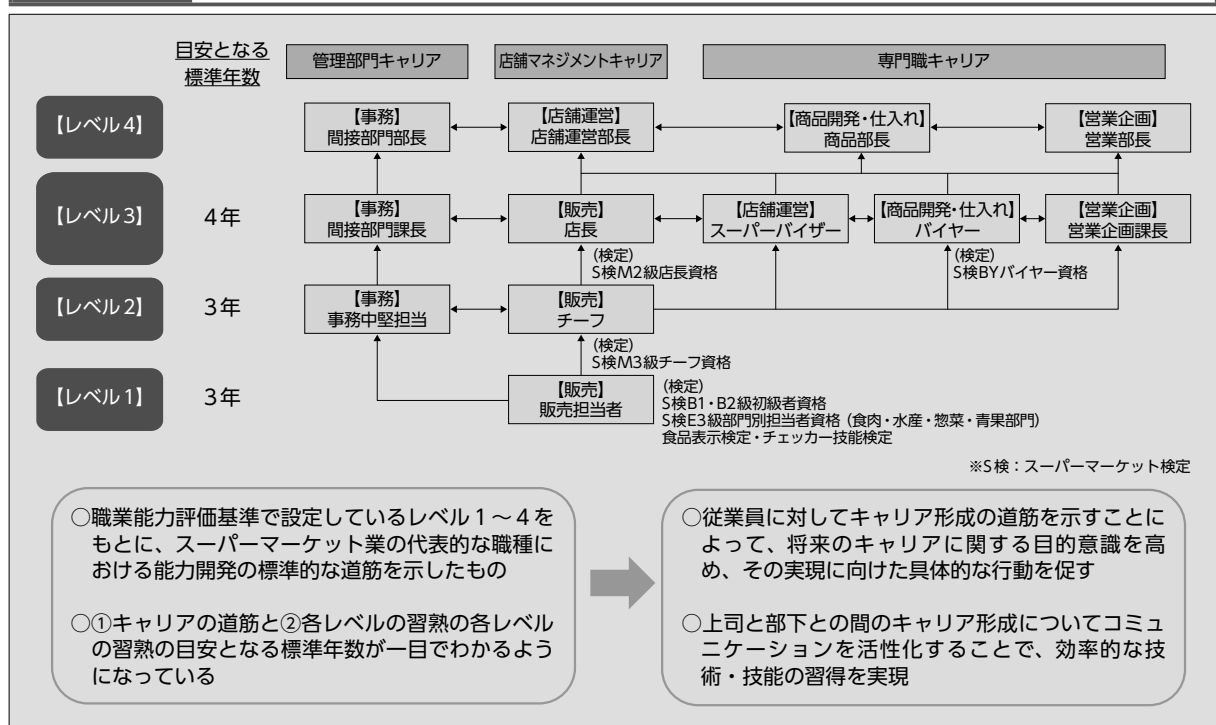 目安となる
標準年数
管理部門キャリア
店舗マネジメントキャリア
専門職キャリア
【レベル4】
【事務】
間接部門部長
【店舗運営】
店舗運営部長
【商品開発・仕入れ】
商品部長
【営業企画】
営業部長
【レベル3】
4年
【事務】
間接部門課長
【販売】
店長
【店舗運営】
スーパーバイザー
【商品開発・仕入れ】
バイヤー
【営業企画】
営業企画課長
(検定)
S検M2級店長資格
(検定)
S検BYバイヤー資格
【レベル2】
3年
【事務】
事務中堅担当
【販売】
チーフ
(検定)
S検M3級チーフ資格
【レベル1】
3年
【販売】
販売担当者
(検定)
S検B1・B2級初級者資格
S検E3級部門別担当者資格(食肉・水産・惣菜・青果部門)
食品表示検定・チェッカー技能検定
※S検:スーパーマーケット検定
○職業能力評価基準で設定しているレベル1～4を
もとに、スーパーマーケット業の代表的な職種に
おける能力開発の標準的な道筋を示したもの
○①キャリアの道筋と②各レベルの習熟の各レベル
の習熟の目安となる標準年数が一目でわかるよう
になっている
○従業員に対してキャリア形成の道筋を示すことに
よって、将来のキャリアに関する目的意識を高
め、その実現に向けた具体的な行動を促す
○上司と部下との間のキャリア形成についてコミュ
ニケーションを活性化することで、効率的な技
術・技能の習得を実現